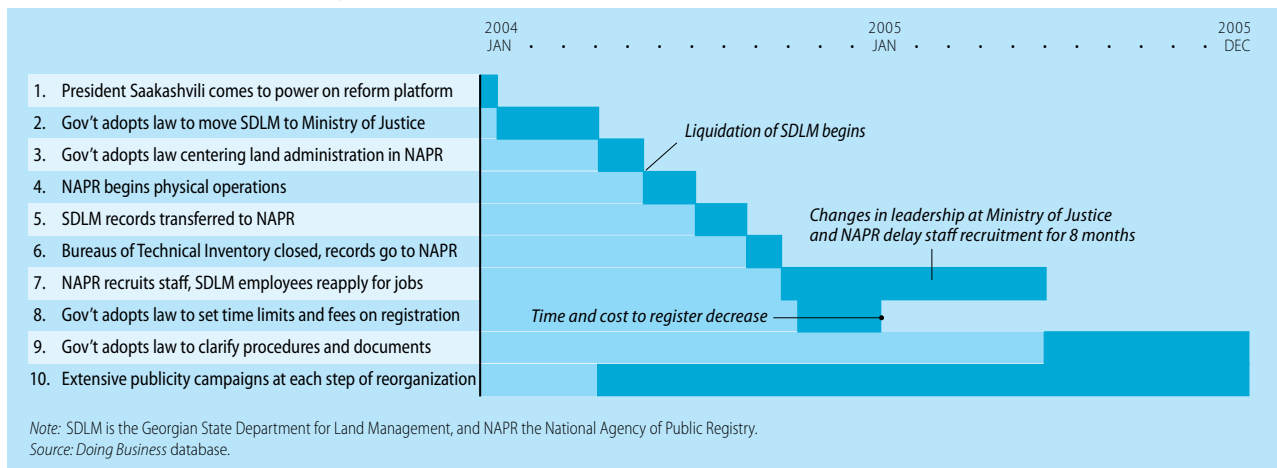 2004 2005 2005
JAN • • • • • • • • • • • JAN • • • • • • • • • • DEC
1. President Saakashvili comes to power on reform platform
2. Gov't adopts law to move SDLM to Ministry of Justice
Liquidation of SDLM begins
3. Gov't adopts law centering land administration in NAPR
4. NAPR begins physical operations
5. SDLM records transferred to NAPR
Changes in leadership at Ministry of Justice
and NAPR delay staff recruitment for 8 months
6. Bureaus of Technical Inventory closed, records go to NAPR
7. NAPR recruits staff, SDLM employees reapply for jobs
8. Gov't adopts law to set time limits and fees on registration
Time and cost to register decrease
9. Gov't adopts law to clarify procedures and documents
10. Extensive publicity campaigns at each step of reorganization
Note: SDLM is the Georgian State Department for Land Management, and NAPR the National Agency of Public Registry.
Source: Doing Business database.